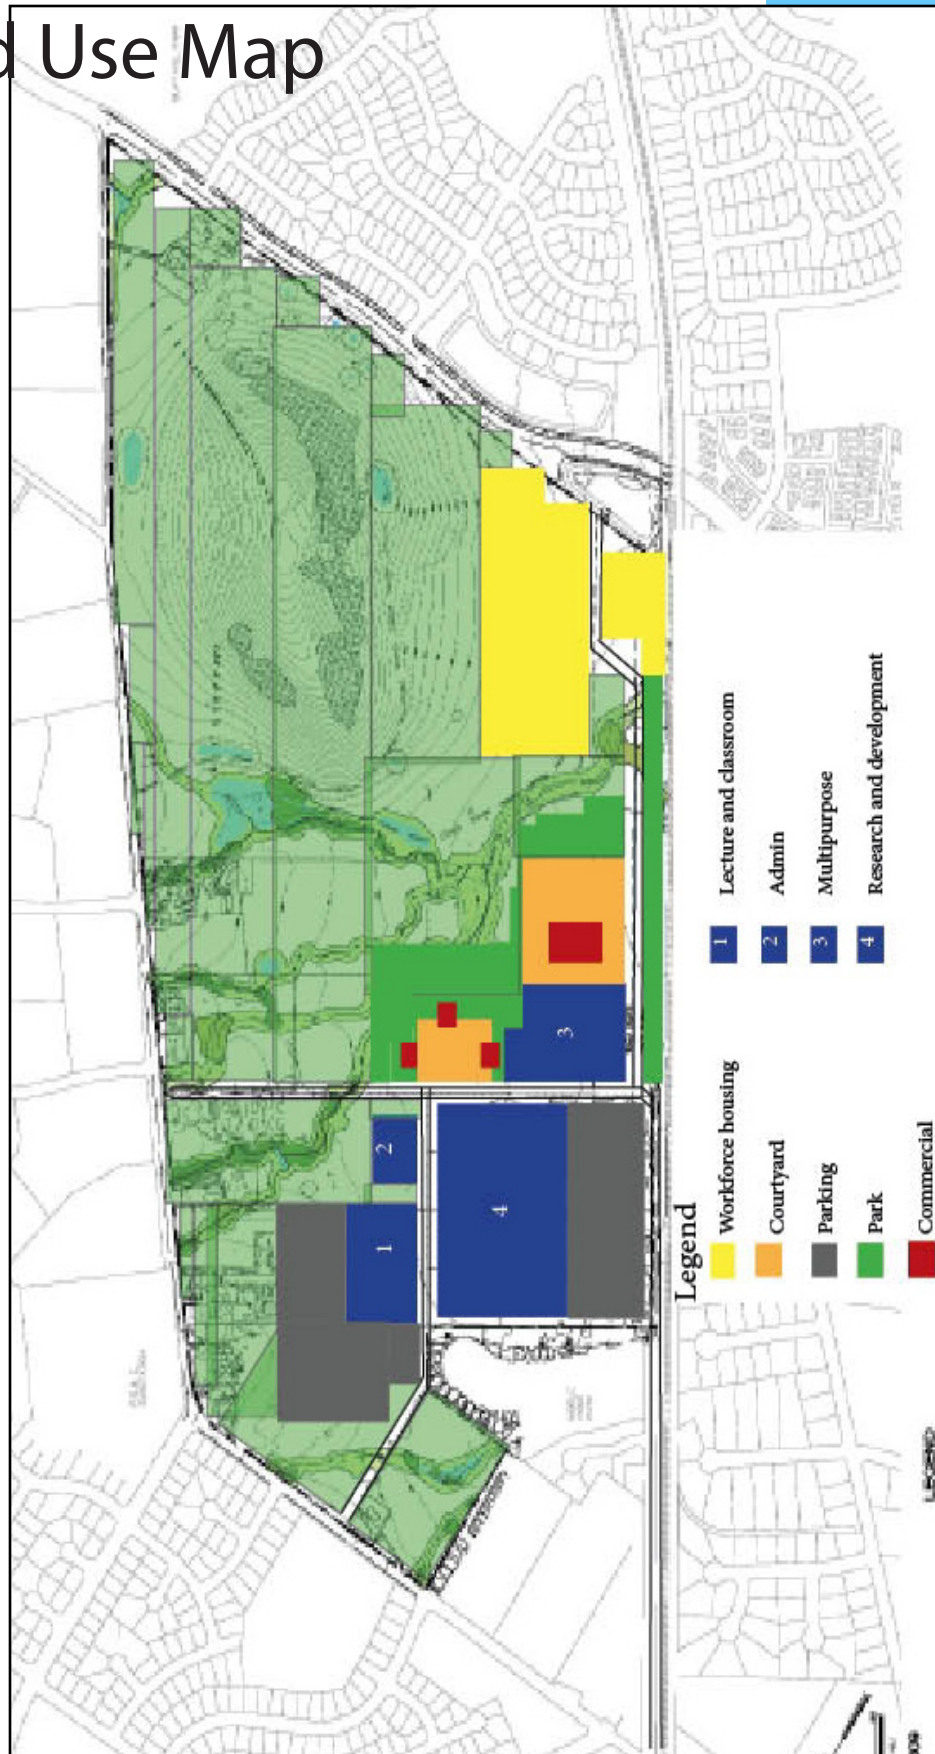 d Use Map
2
1
4
3
Legend
Workforce housing
Courtyard
Parking
Park
Commercial
1 Lecture and classroom
2 Admin
3 Multipurpose
4 Research and development
LEGEND